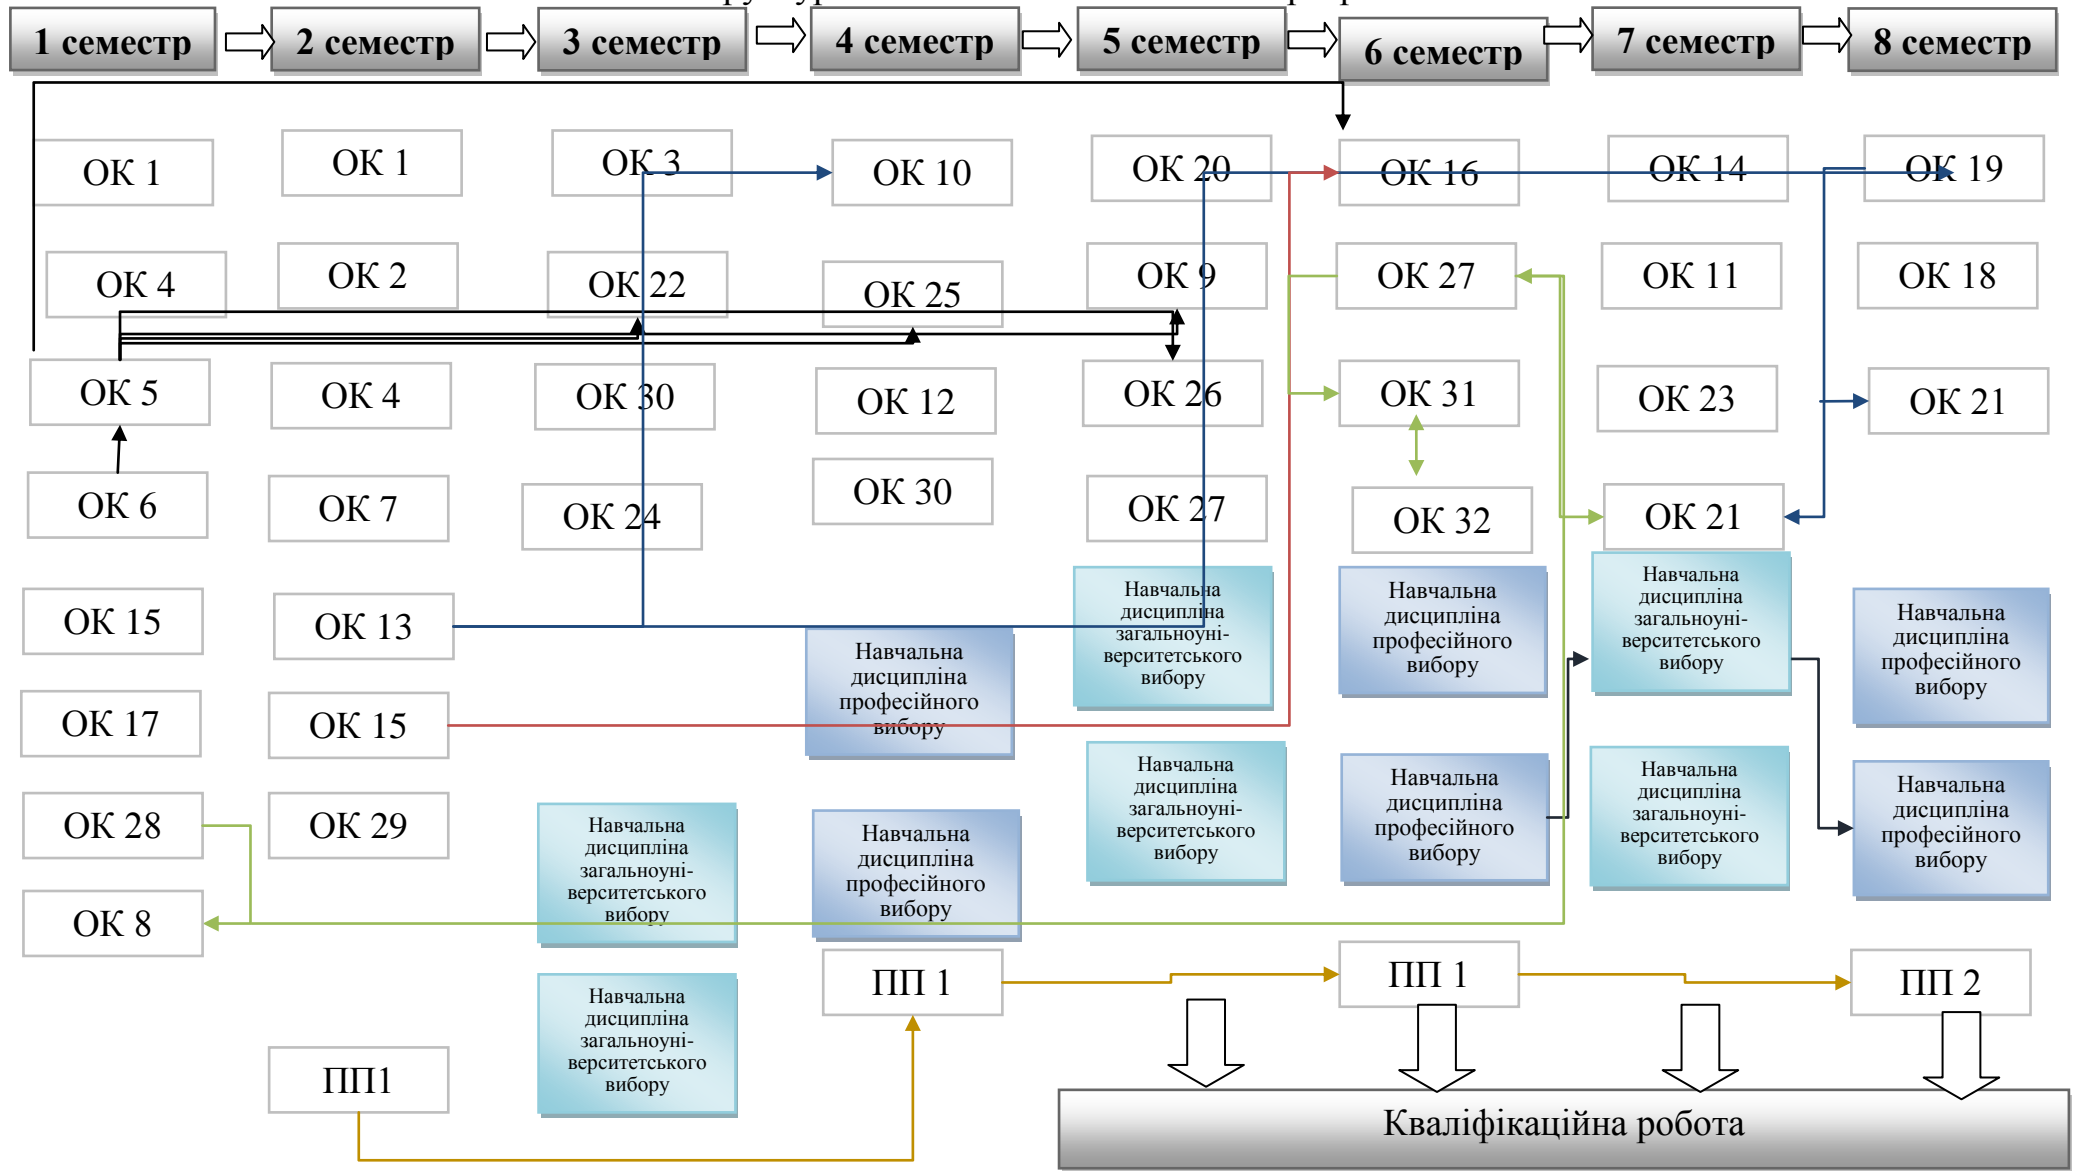 1 семестр
2 семестр
3 семестр
4 семестр
5 семестр
6 семестр
7 семестр
8 семестр
ОК 1
ОК 1
ОК 3
ОК 10
ОК 20
ОК 16
ОК 14
ОК 19
ОК 4
ОК 2
ОК 22
ОК 25
ОК 9
ОК 27
ОК 11
ОК 18
ОК 5
ОК 4
ОК 30
ОК 12
ОК 26
ОК 31
ОК 23
ОК 21
ОК 6
ОК 7
ОК 24
ОК 30
ОК 27
ОК 32
ОК 21
ОК 15
ОК 13
Навчальна
дисципліна
професійного
вибору
Навчальна
дисципліна
загальноуні-
верситетського
вибору
Навчальна
дисципліна
професійного
вибору
Навчальна
дисципліна
загальноуні-
верситетського
вибору
Навчальна
дисципліна
професійного
вибору
ОК 17
ОК 15
Навчальна
дисципліна
загальноуні-
верситетського
вибору
Навчальна
дисципліна
професійного
вибору
Навчальна
дисципліна
загальноуні-
верситетського
вибору
Навчальна
дисципліна
професійного
вибору
ОК 28
ОК 29
Навчальна
дисципліна
загальноуні-
верситетського
вибору
Навчальна
дисципліна
професійного
вибору
ОК 8
ПП 1
ПП 1
ПП 2
Навчальна
дисципліна
загальноуні-
верситетського
вибору
ПП1
Кваліфікаційна робота